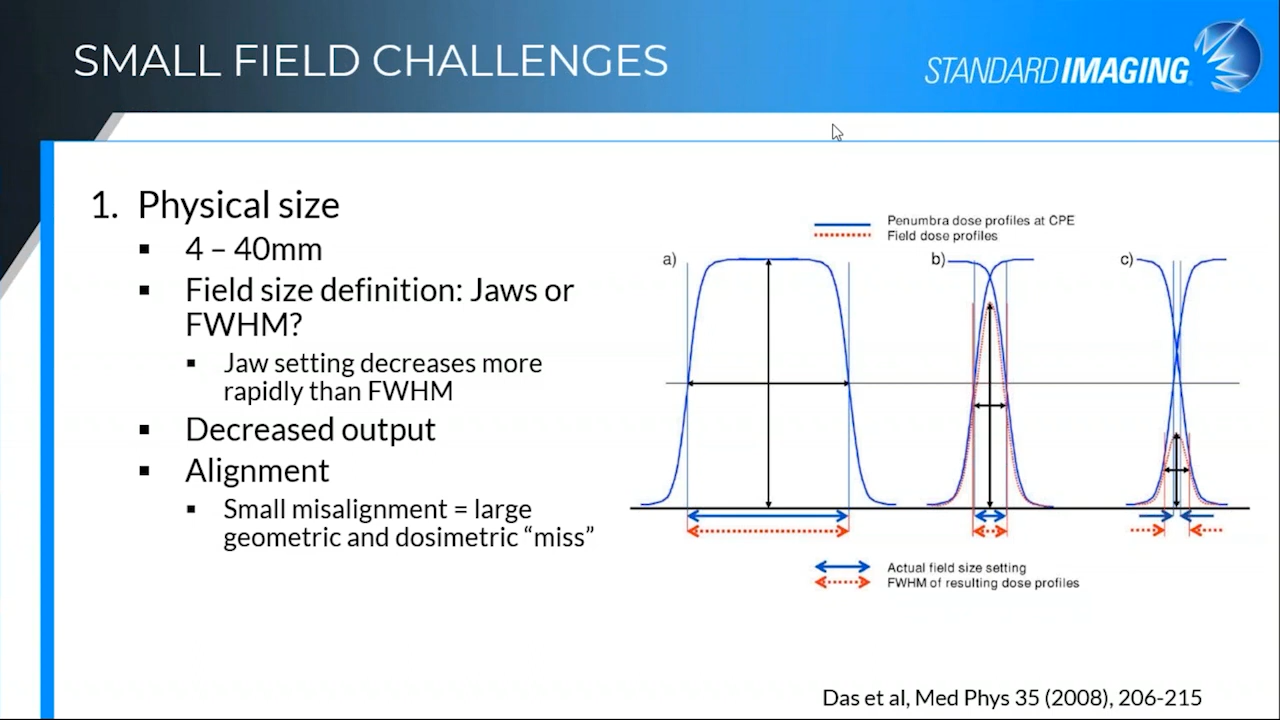 SMALL FIELD CHALLENGES
STANDARD IMAGING
1. Physical size
▪ 4 – 40mm
▪ Field size definition: Jaws or
FWHM?
▪ Jaw setting decreases more
rapidly than FWHM
▪ Decreased output
▪ Alignment
▪ Small misalignment = large
geometric and dosimetric “miss”
Penumbra dose profiles at CPE
Field dose profiles
a)
b)
c)
Actual field size setting
FWHM of resulting dose profiles
Das et al, Med Phys 35 (2008), 206-215